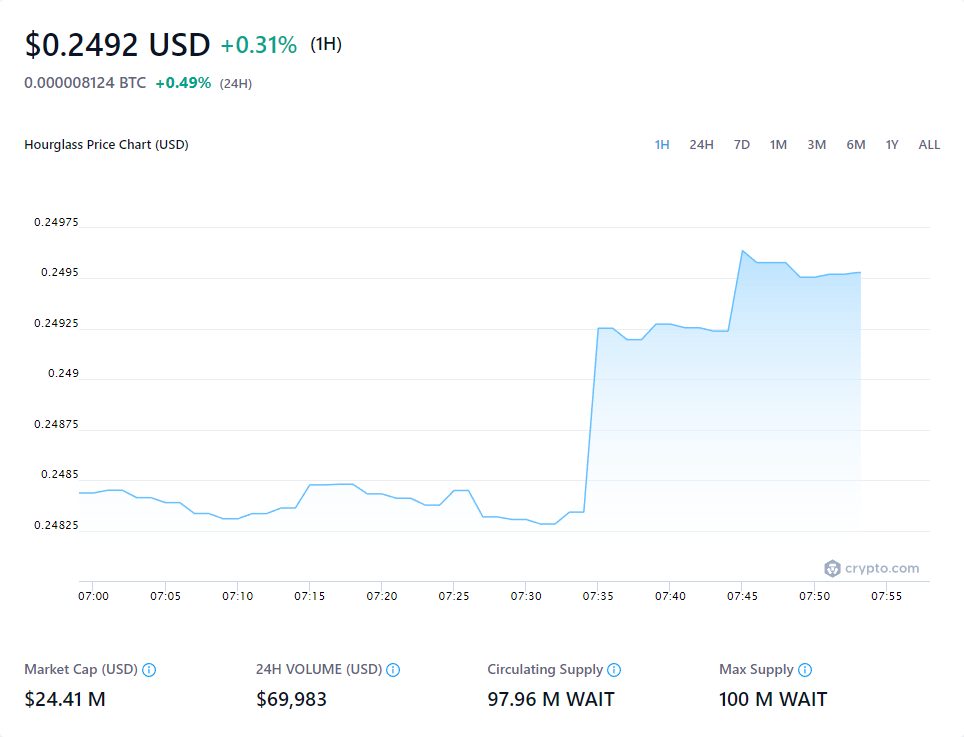 $0.2492 USD +0.31% (1H)
0.000008124 BTC +0.49% (24H)
Hourglass Price Chart (USD) 1H 24H 7D 1M 3M 6M 1Y ALL
0.24975
0.2495
0.24925
0.249
0.24875
0.2485
0.24825
crypto.com
07:00 07:05 07:10 07:15 07:20 07:25 07:30 07:35 07:40 07:45 07:50 07:55
Market Cap (USD) 24H VOLUME (USD) Circulating Supply Max Supply
$24.41 M $69,983 97.96 M WAIT 100 M WAIT